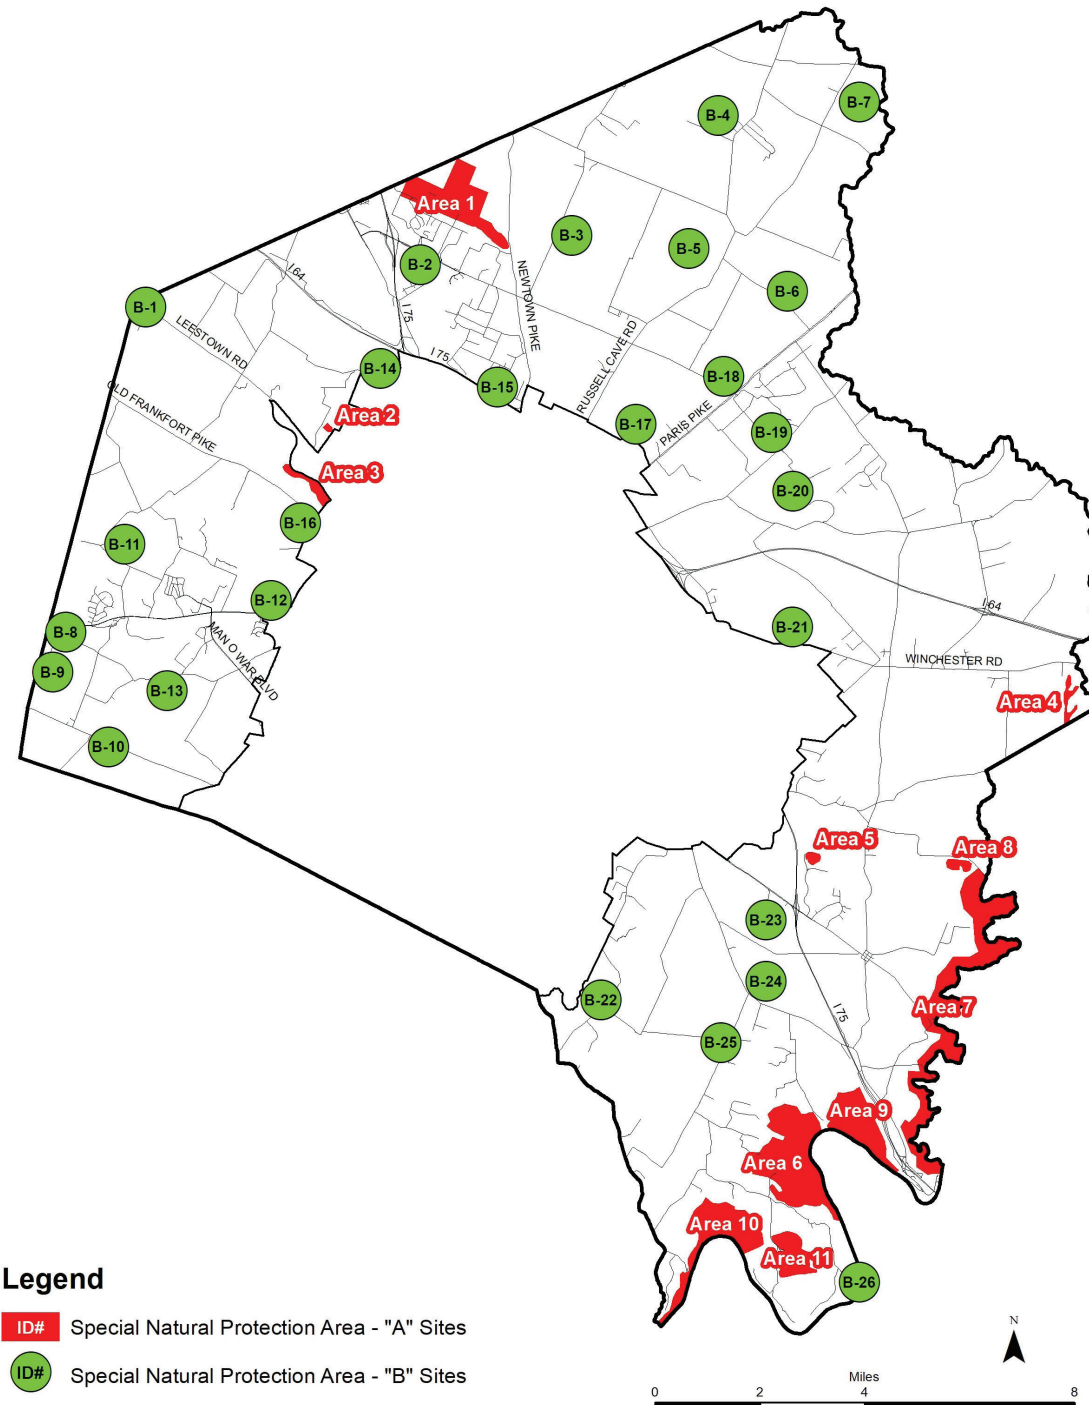 B-7
B-4
Area 1
B-3
B-5
B-2
B-6
NEWTOWN PIKE
I 64
B-1
I 75
LEESTOWN RD
RUSSELL CAVE RD
I 75
B-14
B-15
B-18
OLD FRANKFORT PIKE
Area 2
B-17
PARIS PIKE
B-19
Area 3
B-20
B-16
B-11
B-12
I 64
B-8
B-21
MAN O WAR BLVD
WINCHESTER RD
B-9
B-13
Area 4
B-10
Area 5
Area 8
B-23
B-24
B-22
Area 7
I 75
B-25
Area 9
Area 6
Area 10
Area 11
B-26
Legend
ID# Special Natural Protection Area - "A" Sites
ID# Special Natural Protection Area - "B" Sites
N
Miles
0 2 4 8